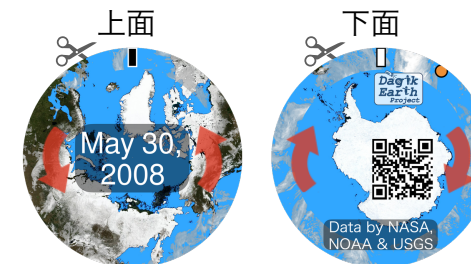 上面
下面
May 30,
2008
Dagik
Earth
Project
Data by NASA,
NOAA & USGS